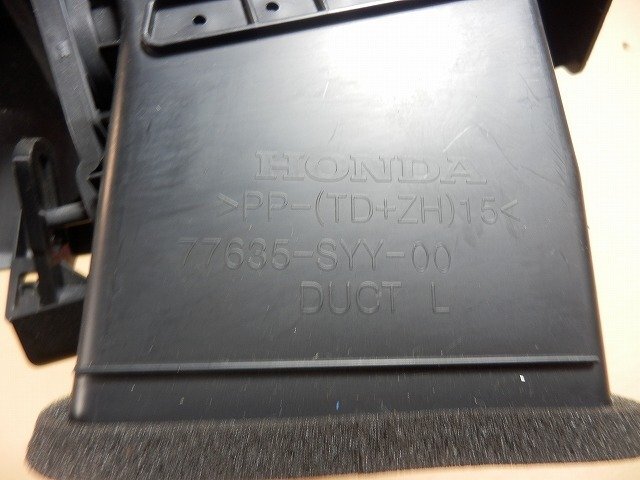 HONDA
>PP-(TD+ZH)15<
77635-SYY-00
DUCT L